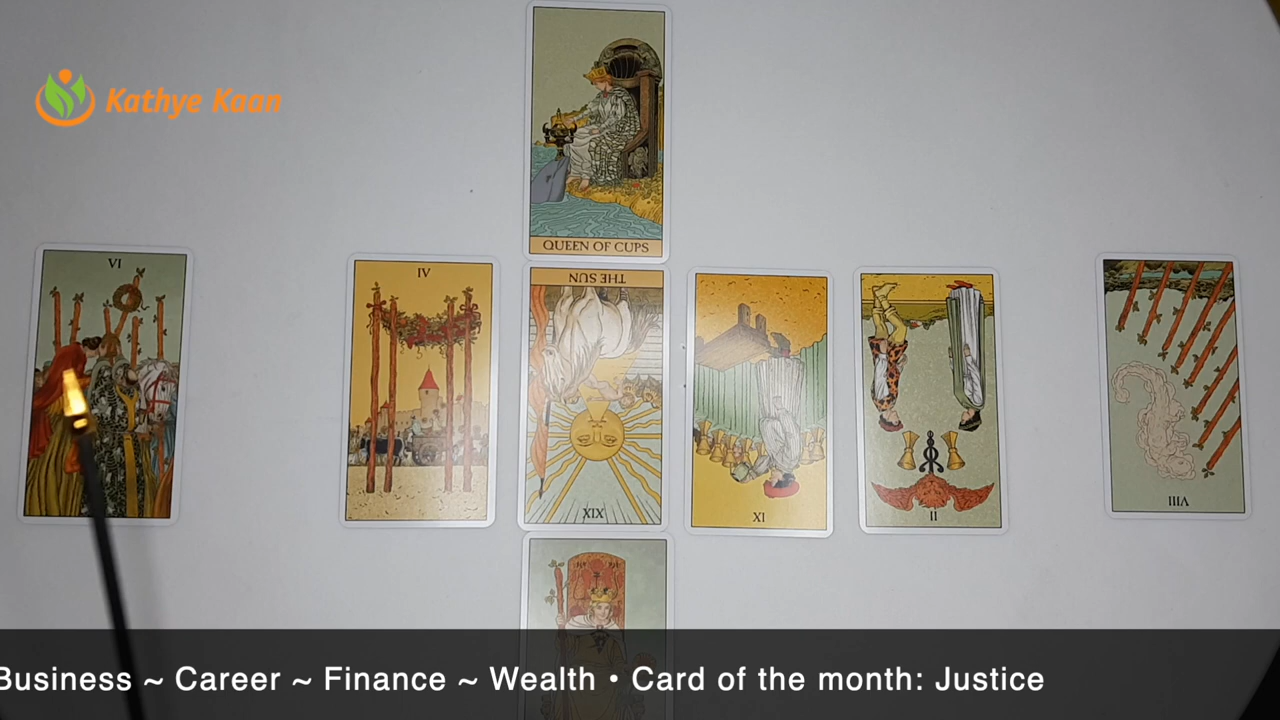 Kathye Kaan
QUEEN OF CUPS
VI
IV
THE SUN
XIX
IX
II
VIII
Business ~ Career ~ Finance ~ Wealth • Card of the month: Justice